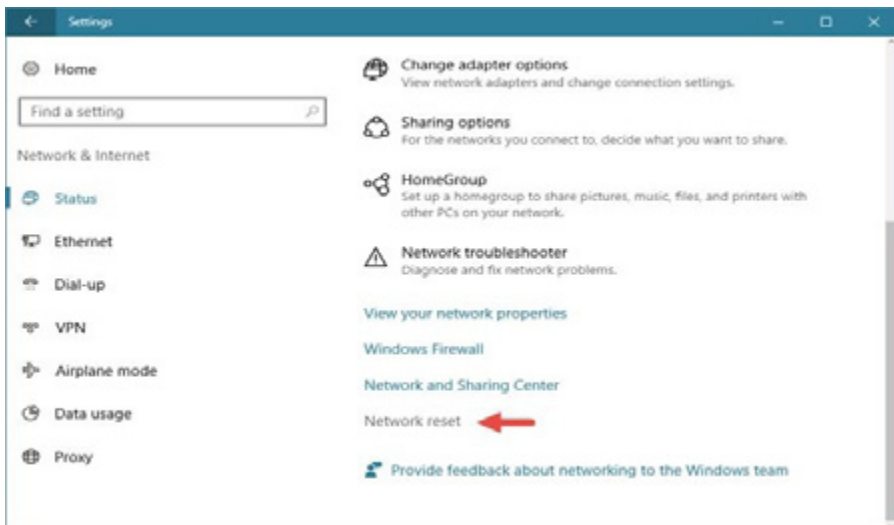 Settings
Home
Find a setting
Network & Internet
Status
Ethernet
Dial-up
VPN
Airplane mode
Data usage
Proxy
Change adapter options
View network adapters and change connection settings.
Sharing options
For the networks you connect to, decide what you want to share.
HomeGroup
Set up a homegroup to share pictures, music, files, and printers with
other PCs on your network.
Network troubleshooter
Diagnose and fix network problems.
View your network properties
Windows Firewall
Network and Sharing Center
Network reset
Provide feedback about networking to the Windows team